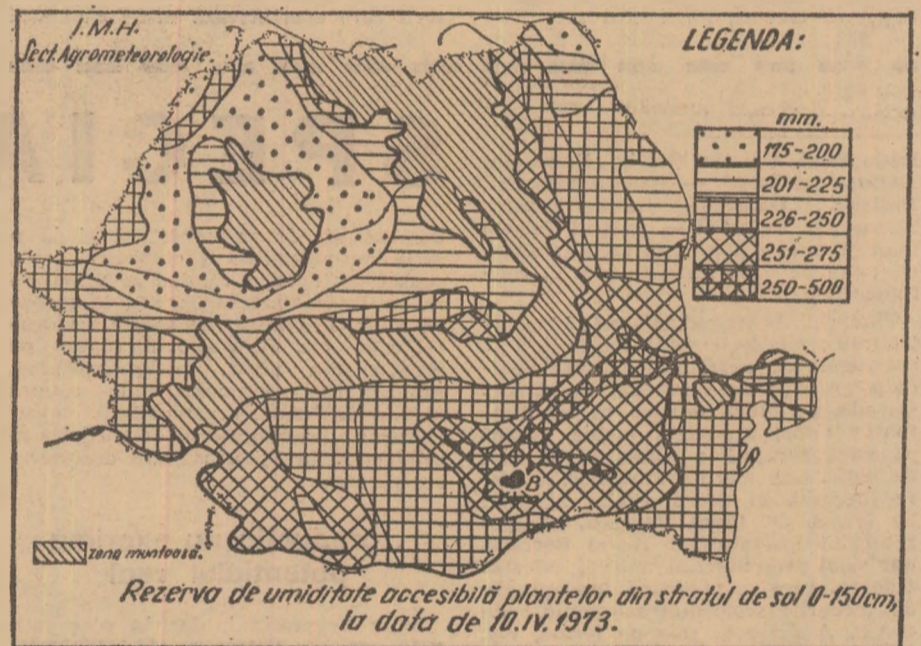 I.M.H.
Sect. Agrometeorologie
LEGENDA:
mm.
175-200
201-225
226-250
251-275
250-500
B
zona muntoasă.
Rezerva de umiditate accesibilă plantelor din stratul de sol 0-150cm,
la data de 10.IV.1973.